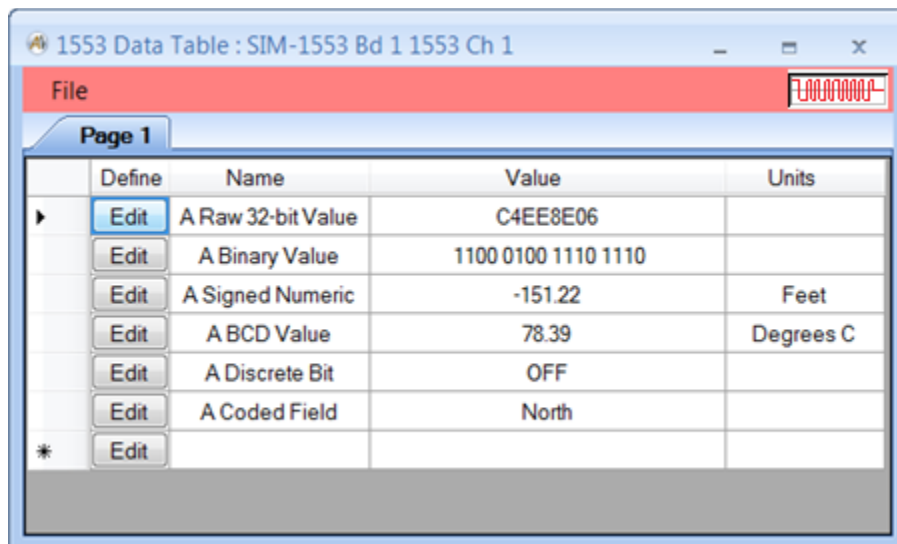 1553 Data Table : SIM-1553 Bd 1 1553 Ch 1
File
Page 1
Define Name Value Units
Edit A Raw 32-bit Value C4EE8E06
Edit A Binary Value 1100 0100 1110 1110
Edit A Signed Numeric -151.22 Feet
Edit A BCD Value 78.39 Degrees C
Edit A Discrete Bit OFF
Edit A Coded Field North
* Edit